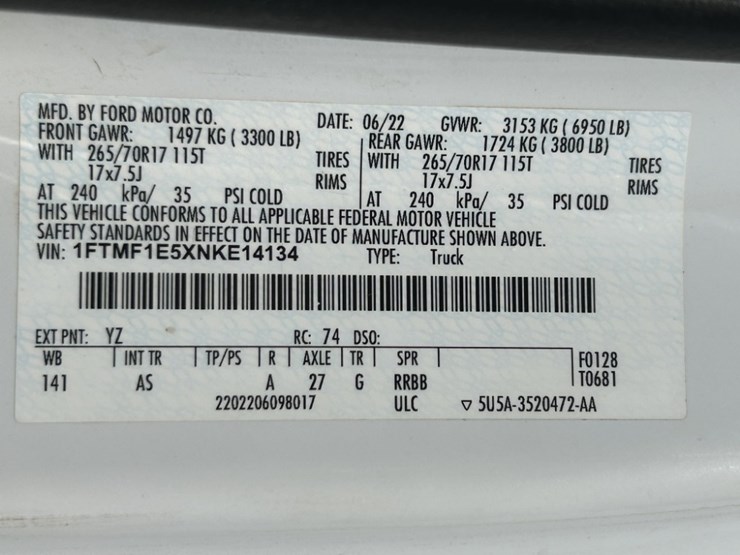 MFD. BY FORD MOTOR CO. DATE: 06/22 GVWR: 3153 KG ( 6950 LB)
FRONT GAWR: 1497 KG ( 3300 LB) REAR GAWR: 1724 KG ( 3800 LB)
WITH 265/70R17 115T TIRES WITH 265/70R17 115T TIRES
17x7.5J RIMS 17x7.5J RIMS
AT 240 kPa/ 35 PSI COLD AT 240 kPa/ 35 PSI COLD
THIS VEHICLE CONFORMS TO ALL APPLICABLE FEDERAL MOTOR VEHICLE
SAFETY STANDARDS IN EFFECT ON THE DATE OF MANUFACTURE SHOWN ABOVE.
VIN: 1FTMF1E5XNKE14134 TYPE: Truck
EXT PNT: YZ RC: 74 DSO:
WB INT TR TP/PS R AXLE TR SPR F0128
141 AS A 27 G RRBB T0681
2202206098017 ULC ▽ 5U5A-3520472-AA